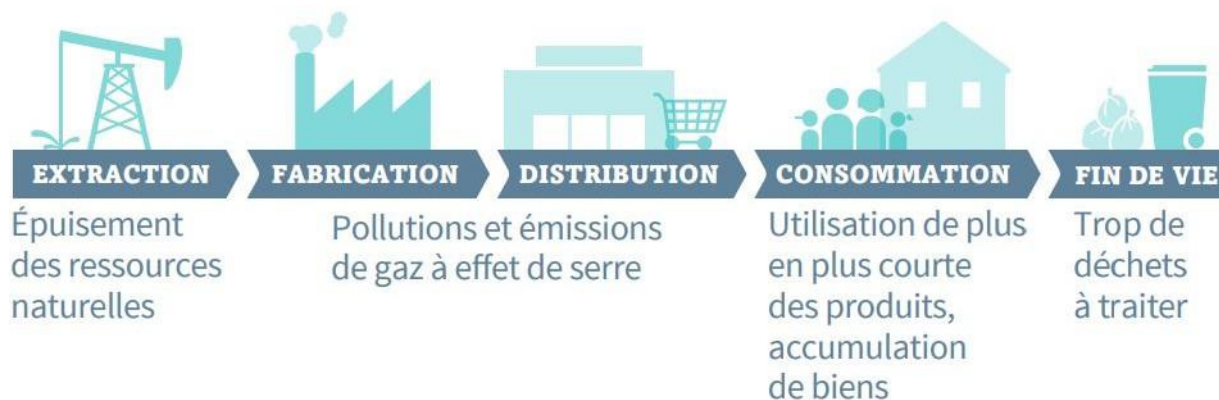 EXTRACTION
FABRICATION
DISTRIBUTION
CONSOMMATION
FIN DE VIE
Épuisement
des ressources
naturelles
Pollutions et émissions
de gaz à effet de serre
Utilisation de plus
en plus courte
des produits,
accumulation
de biens
Trop de
déchets
à traiter